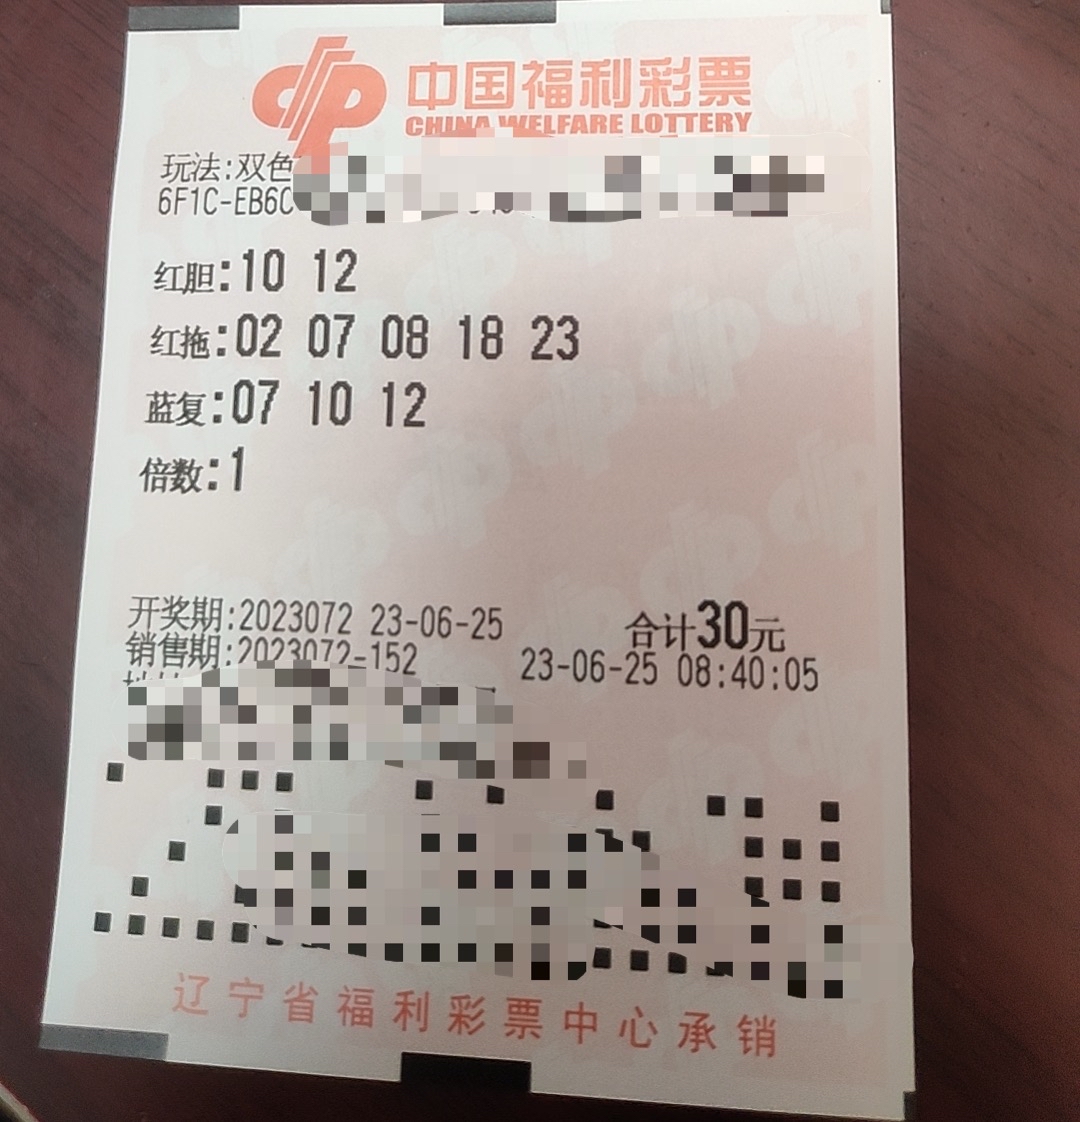 中国福利彩票
CHINA WELFARE LOTTERY
玩法:双色
6F1C-EB6C
红胆:10 12
红拖:02 07 08 18 23
蓝复:07 10 12
倍数:1
开奖期:2023072 23-06-25 合计30元
销售期:2023072-152 23-06-25 08:40:05
辽宁省福利彩票中心承销